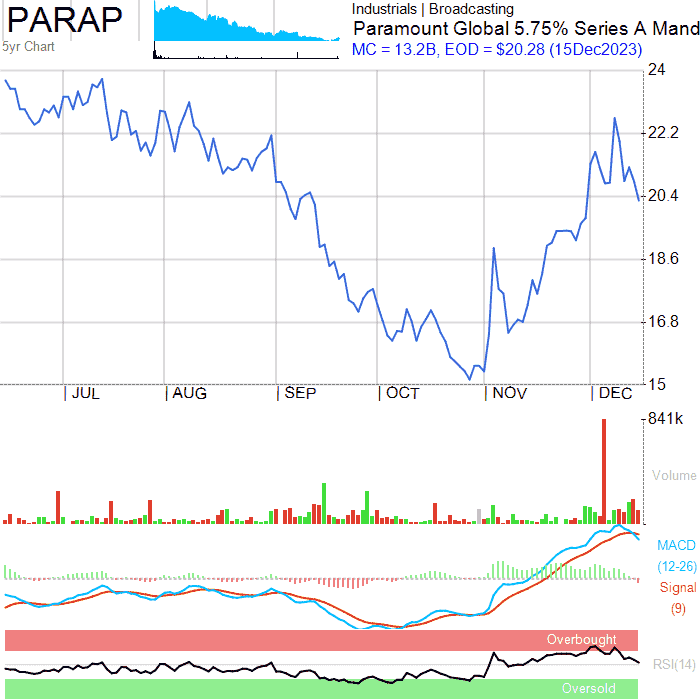 PARAP
5yr Chart
Industrials | Broadcasting
Paramount Global 5.75% Series A Mand
MC = 13.2B, EOD = $20.28 (15Dec2023)
24
22.2
20.4
18.6
16.8
15
JUL AUG SEP OCT NOV DEC
841k
Volume
MACD
(12-26)
Signal
(9)
Overbought
RSI(14)
Oversold